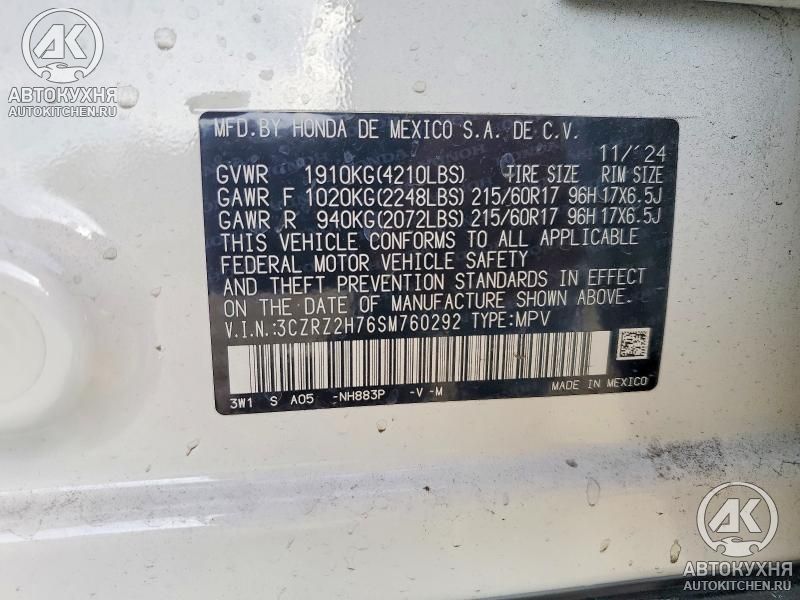 АК
АВТОКУХНЯ
AUTOKITCHEN.RU
MFD.BY HONDA DE MEXICO S.A. DE C.V.
11/'24
GVWR 1910KG(4210LBS) TIRE SIZE RIM SIZE
GAWR F 1020KG(2248LBS) 215/60R17 96H 17X6.5J
GAWR R 940KG(2072LBS) 215/60R17 96H 17X6.5J
THIS VEHICLE CONFORMS TO ALL APPLICABLE
FEDERAL MOTOR VEHICLE SAFETY
AND THEFT PREVENTION STANDARDS IN EFFECT
ON THE DATE OF MANUFACTURE SHOWN ABOVE.
V.I.N.:3CZRZ2H76SM760292 TYPE:MPV
3W1 S A05 -NH883P -V -M
MADE IN MEXICO
АК
АВТОКУХНЯ
AUTOKITCHEN.RU